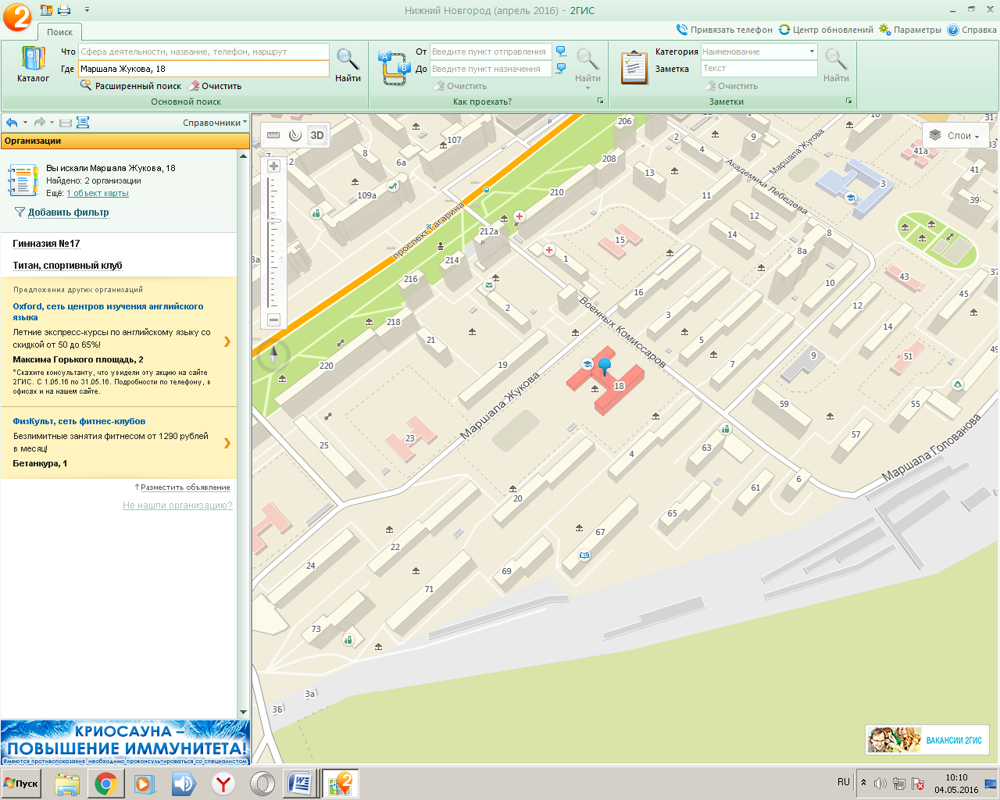 Нижний Новгород (апрель 2016) - 2ГИС
Поиск
Привязать телефон
Центр обновлений
Параметры
Справка
Каталог
Что
Сфера деятельности, название, телефон, маршрут
Где
Маршала Жукова, 18
Расширенный поиск
Очистить
Найти
Основной поиск
От
Введите пункт отправления
До
Введите пункт назначения
Очистить
Найти
Как проехать?
Категория
Наименование
Заметка
Текст
Очистить
Найти
Заметки
Справочники
Организации
Вы искали Маршала Жукова, 18
Найдено: 2 организации
Ещё: 1 объект карты
Добавить фильтр
Гимназия №17
Титан, спортивный клуб
Предложения других организаций
Oxford, сеть центров изучения английского
языка
Летние экспресс-курсы по английскому языку со
скидкой от 50 до 65%!
Максима Горького площадь, 2
*Скажите консультанту, что увидели эту акцию на сайте
2ГИС. С 1.05.16 по 31.05.16. Подробности по телефону, в
офисах и на нашем сайте.
ФизКульт, сеть фитнес-клубов
Безлимитные занятия фитнесом от 1290 рублей
в месяц!
Бетанкура, 1
Разместить объявление
Не нашли организацию?
КРИОСАУНА –
ПОВЫШЕНИЕ ИММУНИТЕТА!
Имеются противопоказания, необходимо проконсультироваться со специалистом
3D
Слои
проспект Гагарина
Маршала Жукова
Академика Лебедева
Военных Комиссаров
Маршала Жукова
Маршала Голованова
107
8
6а
109а
206
208
210
212а
214
216
218
220
P
P
2
4
9
13
11
12
14
8
8а
10
12
14
3
41а
41
39
31
43
45
37
51
49
55
57
59
9
15
1
2
16
3
5
7
21
19
18
23
25
4
63
6
61
65
20
67
22
24
69
71
73
3а
3Б
ВАКАНСИИ 2ГИС
Пуск
RU
10:10
04.05.2016